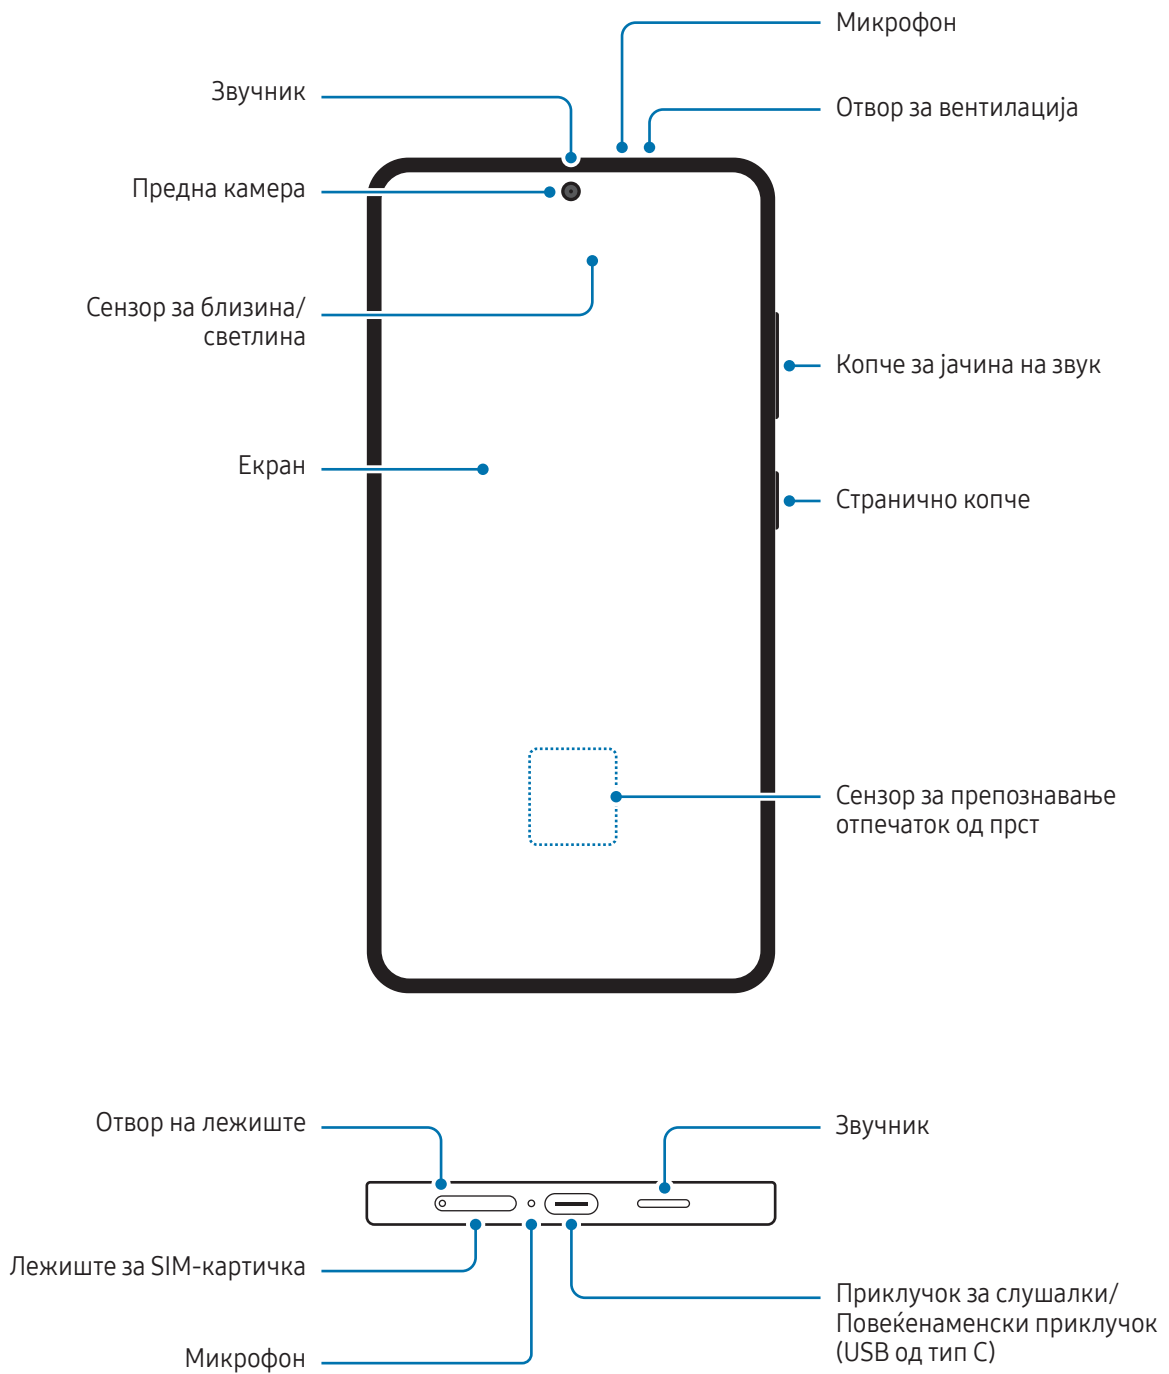 Микрофон
Звучник
Отвор за вентилација
Предна камера
Сензор за близина/
светлина
Копче за јачина на звук
Екран
Странично копче
Сензор за препознавање
отпечаток од прст
Отвор на лежиште
Звучник
Лежиште за SIM-картичка
Приклучок за слушалки/
Повеќенаменски приклучок
(USB од тип C)
Микрофон